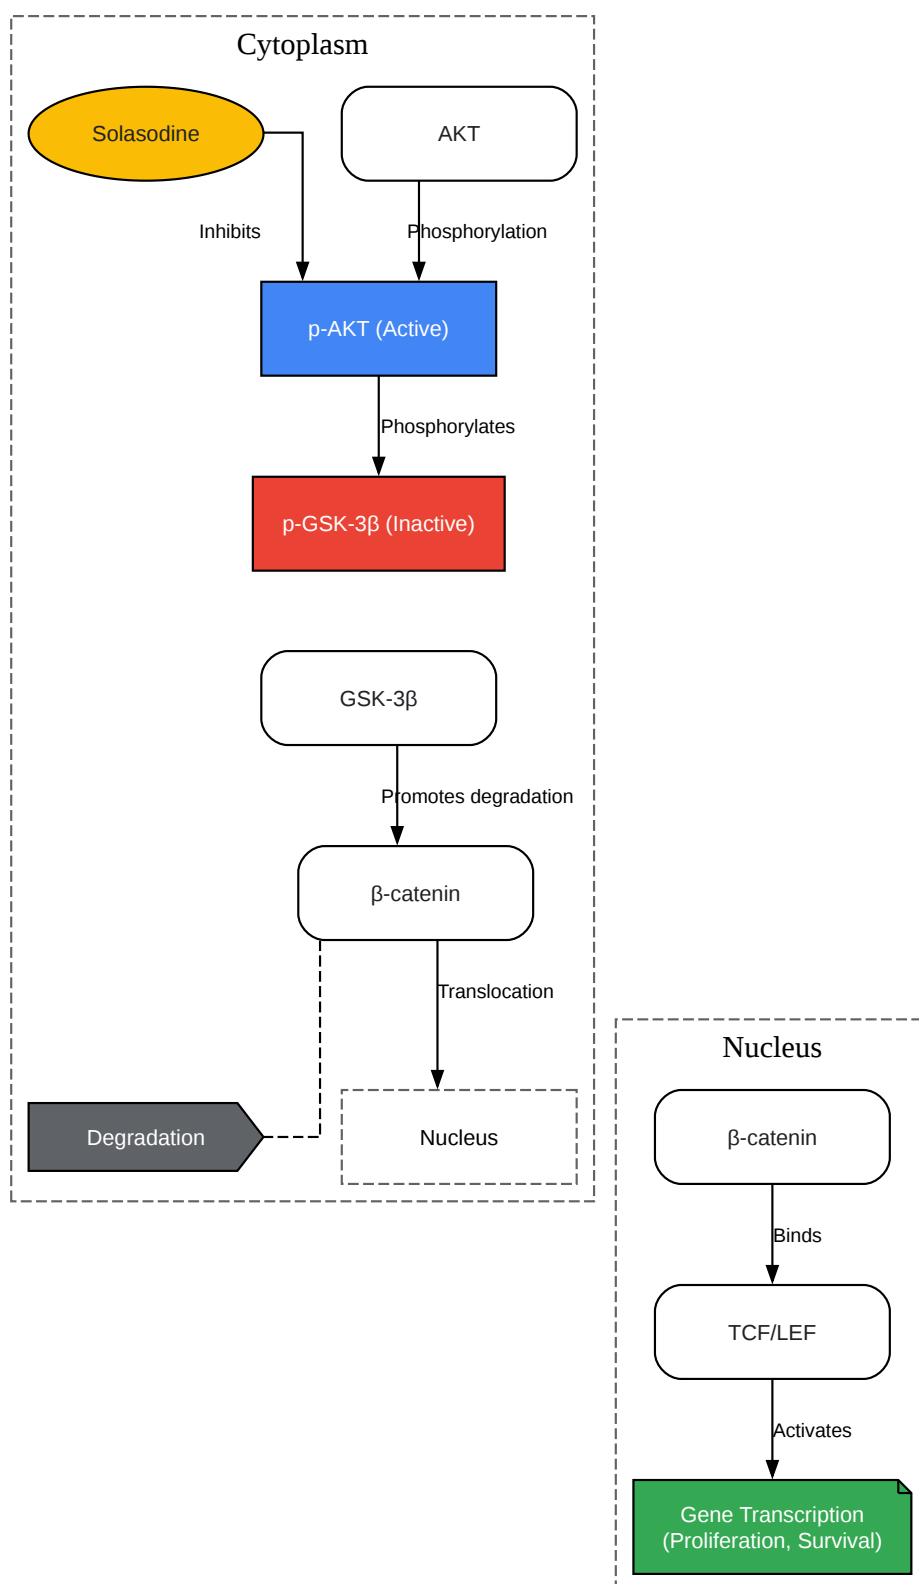 Cytoplasm
Solasodine
AKT
Inhibits
Phosphorylation
p-AKT (Active)
Phosphorylates
p-GSK-3β (Inactive)
GSK-3β
Promotes degradation
β-catenin
Translocation
Degradation
Nucleus
Nucleus
β-catenin
Binds
TCF/LEF
Activates
Gene Transcription
(Proliferation, Survival)